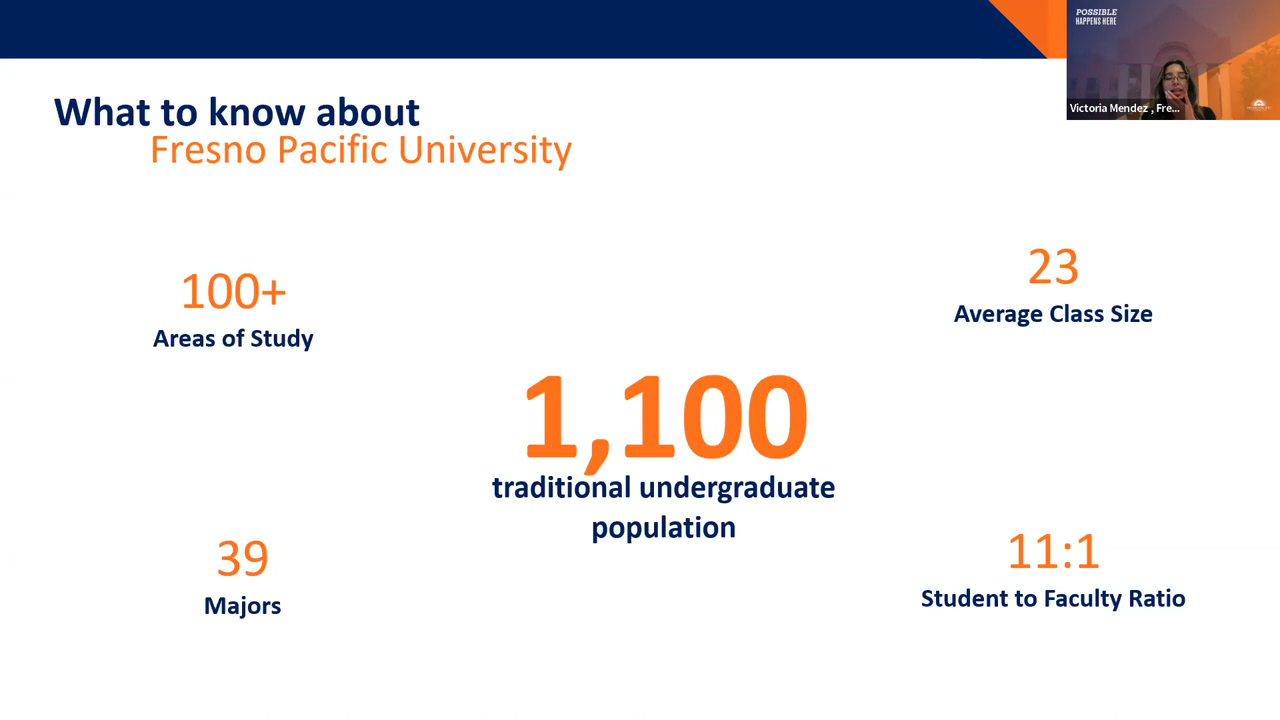 POSSIBLE
HAPPENS HERE
Victoria Mendez , Fre...
What to know about
Fresno Pacific University
100+
Areas of Study
23
Average Class Size
1,100
traditional undergraduate
population
39
Majors
11:1
Student to Faculty Ratio